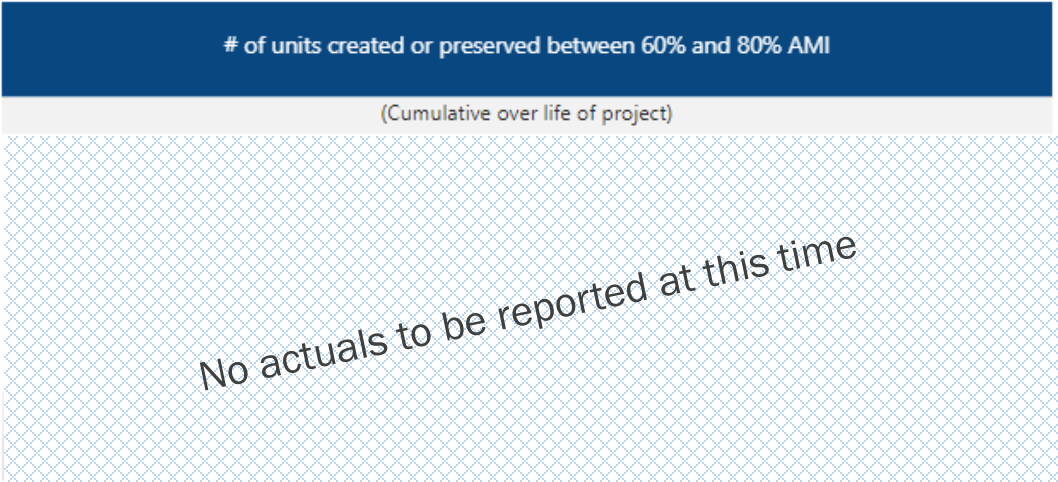 # of units created or preserved between 60% and 80% AMI
(Cumulative over life of project)
No actuals to be reported at this time